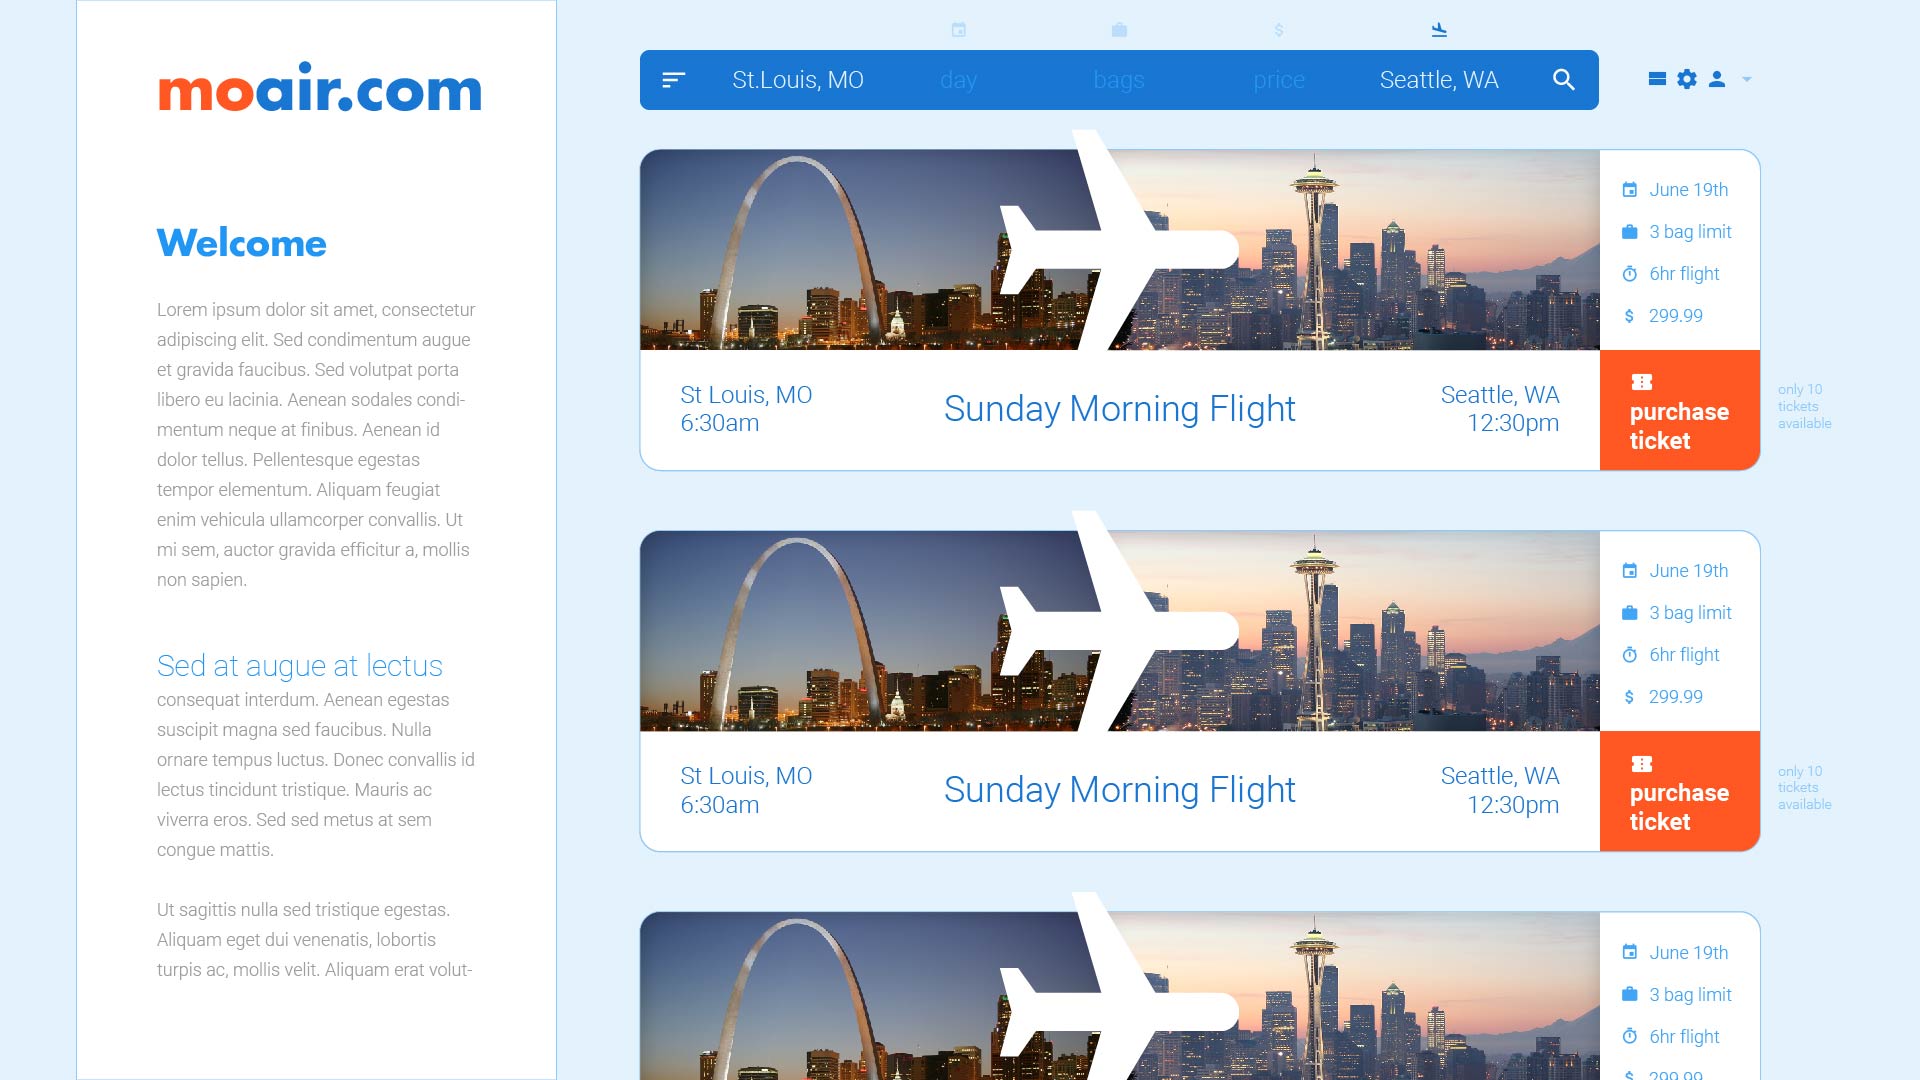 moair.com
Welcome
Lorem ipsum dolor sit amet, consectetur
adipiscing elit. Sed condimentum augue
et gravida faucibus. Sed volutpat porta
libero eu lacinia. Aenean sodales condi-
mentum neque at finibus. Aenean id
dolor tellus. Pellentesque egestas
tempor elementum. Aliquam feugiat
enim vehicula ullamcorper convallis. Ut
mi sem, auctor gravida efficitur a, mollis
non sapien.
Sed at augue at lectus
consequat interdum. Aenean egestas
suscipit magna sed faucibus. Nulla
ornare tempus luctus. Donec convallis id
lectus tincidunt tristique. Mauris ac
viverra eros. Sed sed metus at sem
congue mattis.
Ut sagittis nulla sed tristique egestas.
Aliquam eget dui venenatis, lobortis
turpis ac, mollis velit. Aliquam erat volut-
St.Louis, MO day bags price Seattle, WA
June 19th
3 bag limit
6hr flight
$ 299.99
St Louis, MO
6:30am
Sunday Morning Flight
Seattle, WA
12:30pm
purchase
ticket
only 10
tickets
available
June 19th
3 bag limit
6hr flight
$ 299.99
St Louis, MO
6:30am
Sunday Morning Flight
Seattle, WA
12:30pm
purchase
ticket
only 10
tickets
available
June 19th
3 bag limit
6hr flight
$ 299.99